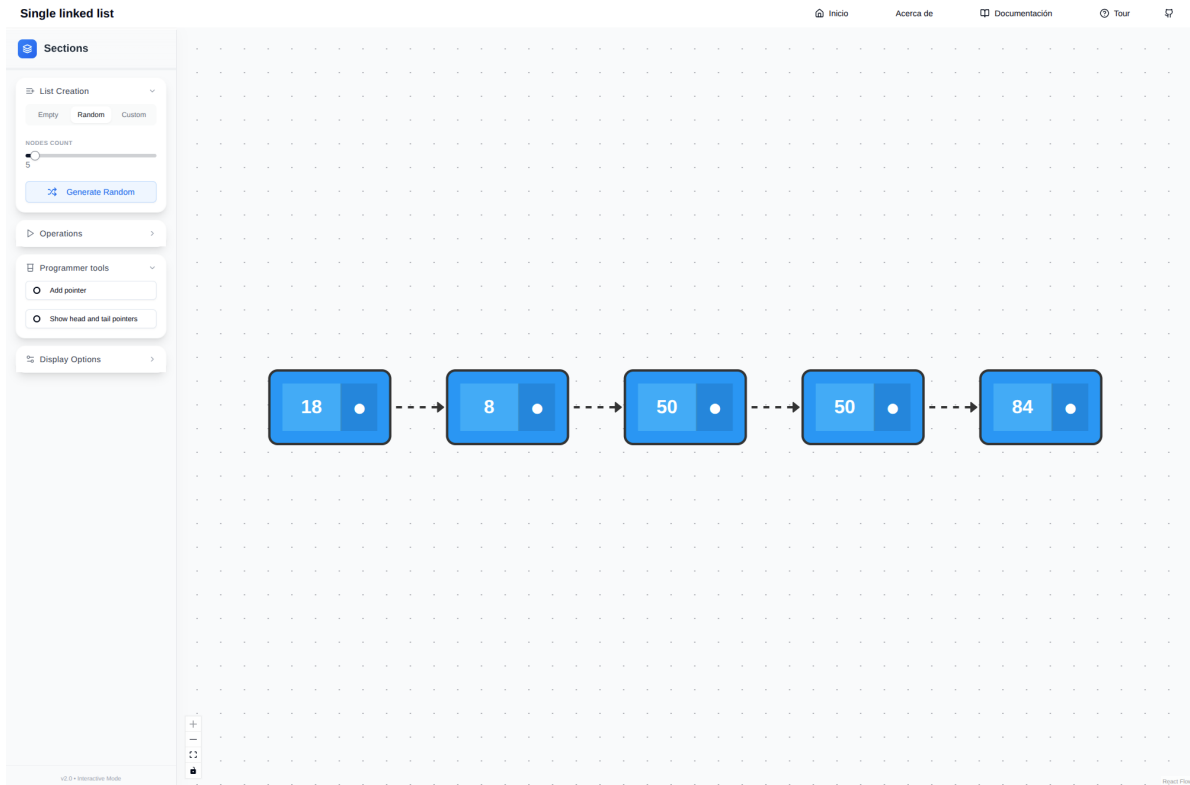 Single linked list
Inicio
Acerca de
Documentación
Tour
Sections
List Creation
Empty Random Custom
NODES COUNT
5
Generate Random
Operations
Programmer tools
Add pointer
Show head and tail pointers
Display Options
18 8 50 50 84
v2.0 • Interactive Mode
React Flow